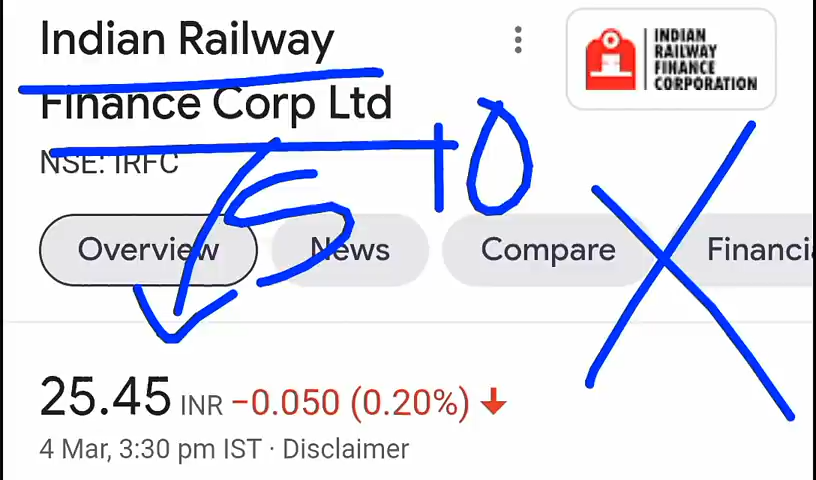 Indian Railway
Finance Corp Ltd
INDIAN
RAILWAY
FINANCE
CORPORATION
NSE: IRFC
5 10 X
Overview News Compare Financi
25.45 INR −0.050 (0.20%)
4 Mar, 3:30 pm IST · Disclaimer